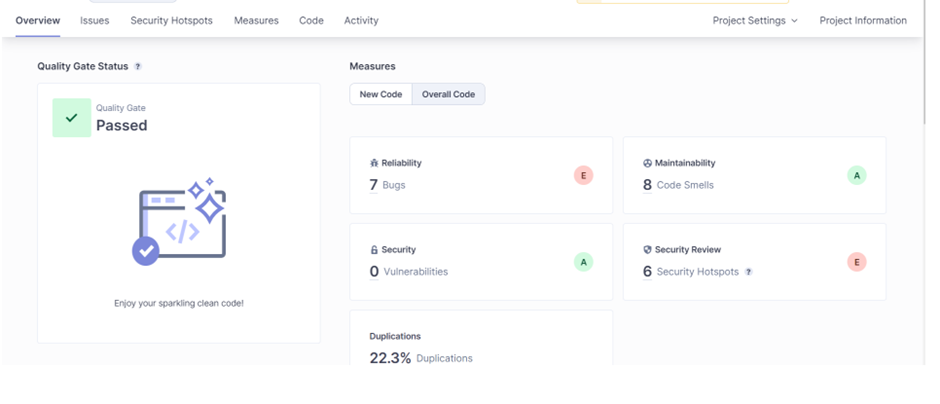 Overview Issues Security Hotspots Measures Code Activity Project Settings Project Information
Quality Gate Status ?
Quality Gate
Passed
</>
Enjoy your sparkling clean code!
Measures
New Code Overall Code
Reliability
7 Bugs
E
Maintainability
8 Code Smells
A
Security
0 Vulnerabilities
A
Security Review
6 Security Hotspots ?
E
Duplications
22.3% Duplications